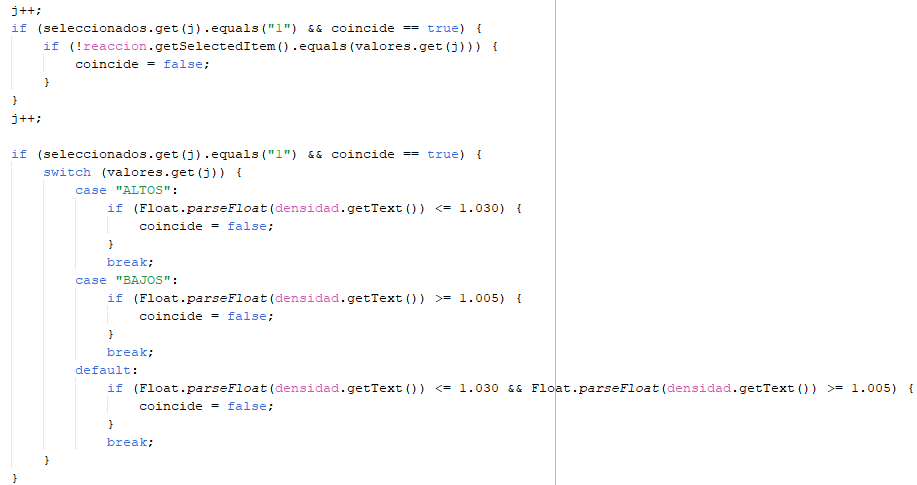 j++;
if (seleccionados.get(j).equals("1") && coincide == true) {
    if (!reaccion.getSelectedItem().equals(valores.get(j))) {
        coincide = false;
    }
}
j++;

if (seleccionados.get(j).equals("1") && coincide == true) {
    switch (valores.get(j)) {
        case "ALTOS":
            if (Float.parseFloat(densidad.getText()) <= 1.030) {
                coincide = false;
            }
            break;
        case "BAJOS":
            if (Float.parseFloat(densidad.getText()) >= 1.005) {
                coincide = false;
            }
            break;
        default:
            if (Float.parseFloat(densidad.getText()) <= 1.030 && Float.parseFloat(densidad.getText()) >= 1.005) {
                coincide = false;
            }
            break;
    }
}